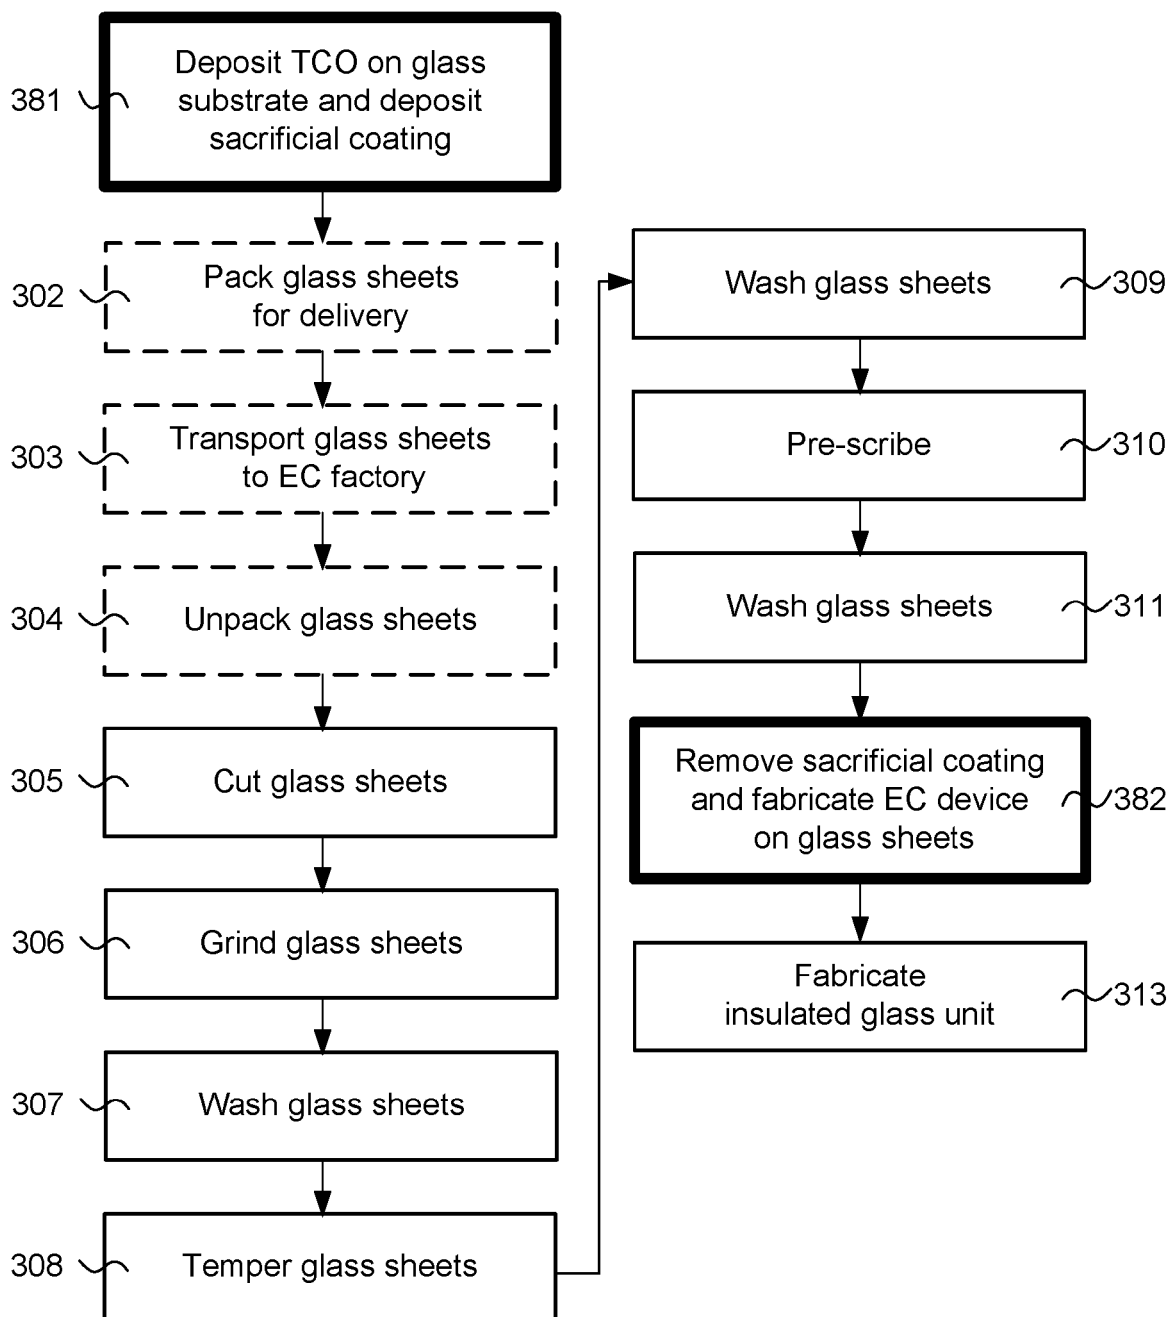 381
Deposit TCO on glass
substrate and deposit
sacrificial coating
302
Pack glass sheets
for delivery
303
Transport glass sheets
to EC factory
304
Unpack glass sheets
305
Cut glass sheets
306
Grind glass sheets
307
Wash glass sheets
308
Temper glass sheets
Wash glass sheets
309
Pre-scribe
310
Wash glass sheets
311
Remove sacrificial coating
and fabricate EC device
on glass sheets
382
Fabricate
insulated glass unit
313